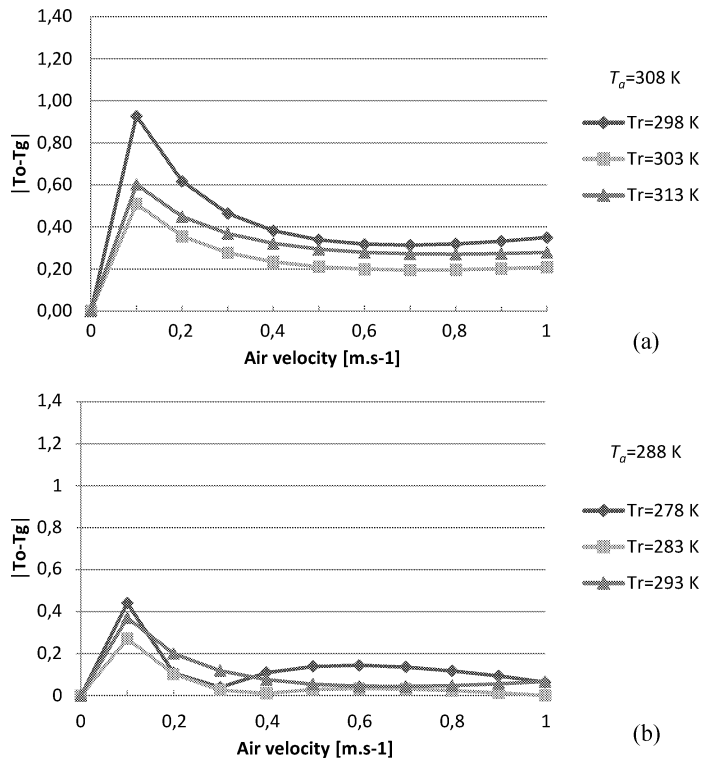 1,40
1,20
1,00
0,80
0,60
0,40
0,20
0,00
|To-Tg|
0 0,2 0,4 0,6 0,8 1
Air velocity [m.s-1]
Ta=308 K
Tr=298 K
Tr=303 K
Tr=313 K
(a)
1,4
1,2
1
0,8
0,6
0,4
0,2
0
|To-Tg|
0 0,2 0,4 0,6 0,8 1
Air velocity [m.s-1]
Ta=288 K
Tr=278 K
Tr=283 K
Tr=293 K
(b)